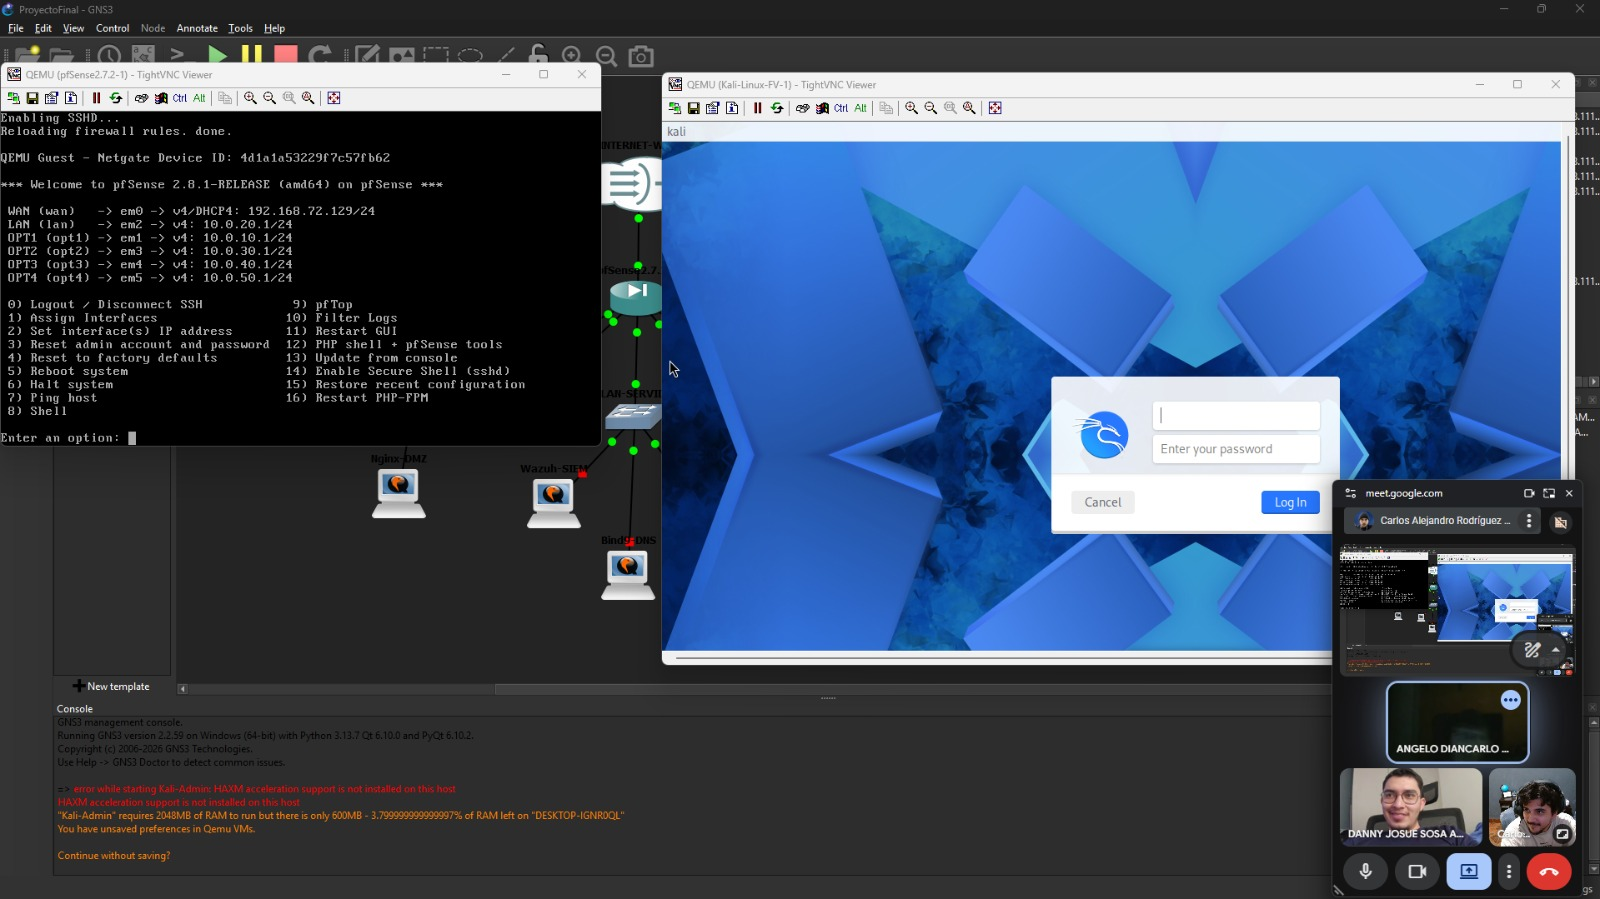 ProyectoFinal - GNS3
File Edit View Control Node Annotate Tools Help
QEMU (pfSense2.7.2-1) - TightVNC Viewer
Ctrl Alt
Enabling SSHD...
Reloading firewall rules. done.
QEMU Guest - Netgate Device ID: 4d1a1a53229f7c57fb62
*** Welcome to pfSense 2.8.1-RELEASE (amd64) on pfSense ***
WAN (wan) -> em0 -> v4/DHCP4: 192.168.72.129/24
LAN (lan) -> em2 -> v4: 10.0.20.1/24
OPT1 (opt1) -> em1 -> v4: 10.0.10.1/24
OPT2 (opt2) -> em3 -> v4: 10.0.30.1/24
OPT3 (opt3) -> em4 -> v4: 10.0.40.1/24
OPT4 (opt4) -> em5 -> v4: 10.0.50.1/24
0) Logout / Disconnect SSH 9) pfTop
1) Assign Interfaces 10) Filter Logs
2) Set interface(s) IP address 11) Restart GUI
3) Reset admin account and password 12) PHP shell + pfSense tools
4) Reset to factory defaults 13) Update from console
5) Reboot system 14) Enable Secure Shell (sshd)
6) Halt system 15) Restore recent configuration
7) Ping host 16) Restart PHP-FPM
8) Shell
Enter an option:
QEMU (Kali-Linux-FV-1) - TightVNC Viewer
Ctrl Alt
kali
Enter your password
Cancel Log In
Nginx-DMZ
Wazuh-SIEM
Bind9-DNS
New template
Console
GNS3 management console.
Running GNS3 version 2.2.59 on Windows (64-bit) with Python 3.13.7 Qt 6.10.0 and PyQt 6.10.2.
Copyright (c) 2006-2026 GNS3 Technologies.
Use Help -> GNS3 Doctor to detect common issues.
=> error while starting Kali-Admin: HAXM acceleration support is not installed on this host
HAXM acceleration support is not installed on this host
"Kali-Admin" requires 2048MB of RAM to run but there is only 600MB - 3.799999999999997% of RAM left on "DESKTOP-IGNR0QL"
You have unsaved preferences in Qemu VMs.
Continue without saving?
meet.google.com
Carlos Alejandro Rodríguez ...
ANGELO DIANCARLO ...
DANNY JOSUE SOSA A...